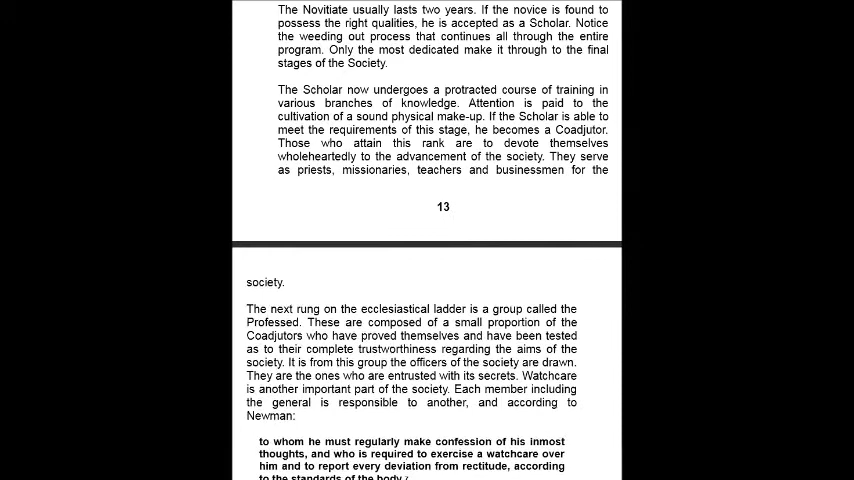 The Novitiate usually lasts two years. If the novice is found to
possess the right qualities, he is accepted as a Scholar. Notice
the weeding out process that continues all through the entire
program. Only the most dedicated make it through to the final
stages of the Society.
The Scholar now undergoes a protracted course of training in
various branches of knowledge. Attention is paid to the
cultivation of a sound physical make-up. If the Scholar is able to
meet the requirements of this stage, he becomes a Coadjutor.
Those who attain this rank are to devote themselves
wholeheartedly to the advancement of the society. They serve
as priests, missionaries, teachers and businessmen for the
13
society.
The next rung on the ecclesiastical ladder is a group called the
Professed. These are composed of a small proportion of the
Coadjutors who have proved themselves and have been tested
as to their complete trustworthiness regarding the aims of the
society. It is from this group the officers of the society are drawn.
They are the ones who are entrusted with its secrets. Watchcare
is another important part of the society. Each member including
the general is responsible to another, and according to
Newman:
to whom he must regularly make confession of his inmost
thoughts, and who is required to exercise a watchcare over
him and to report every deviation from rectitude, according
to the standards of the body.7